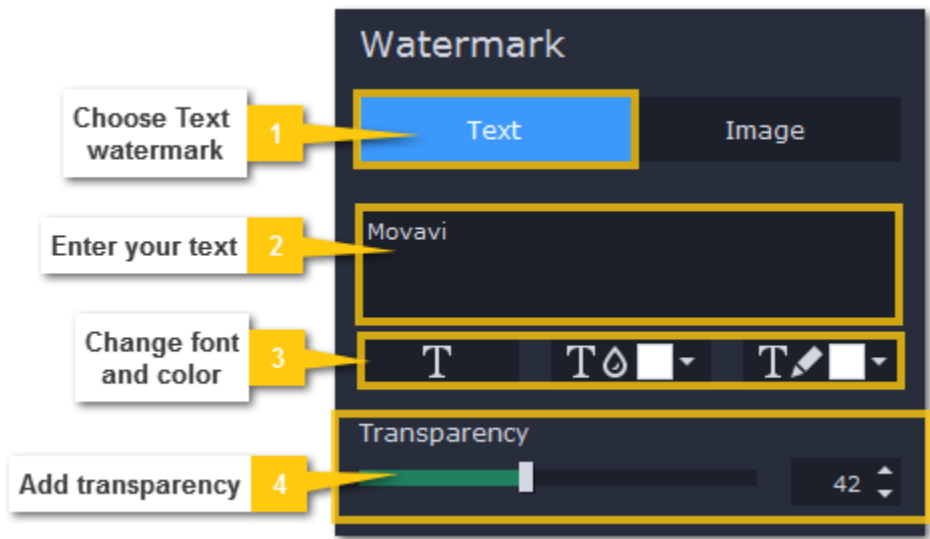 Watermark
Choose Text
watermark
1
Text
Image
Enter your text
2
Movavi
Change font
and color
3
T
T
T
Transparency
Add transparency
4
42